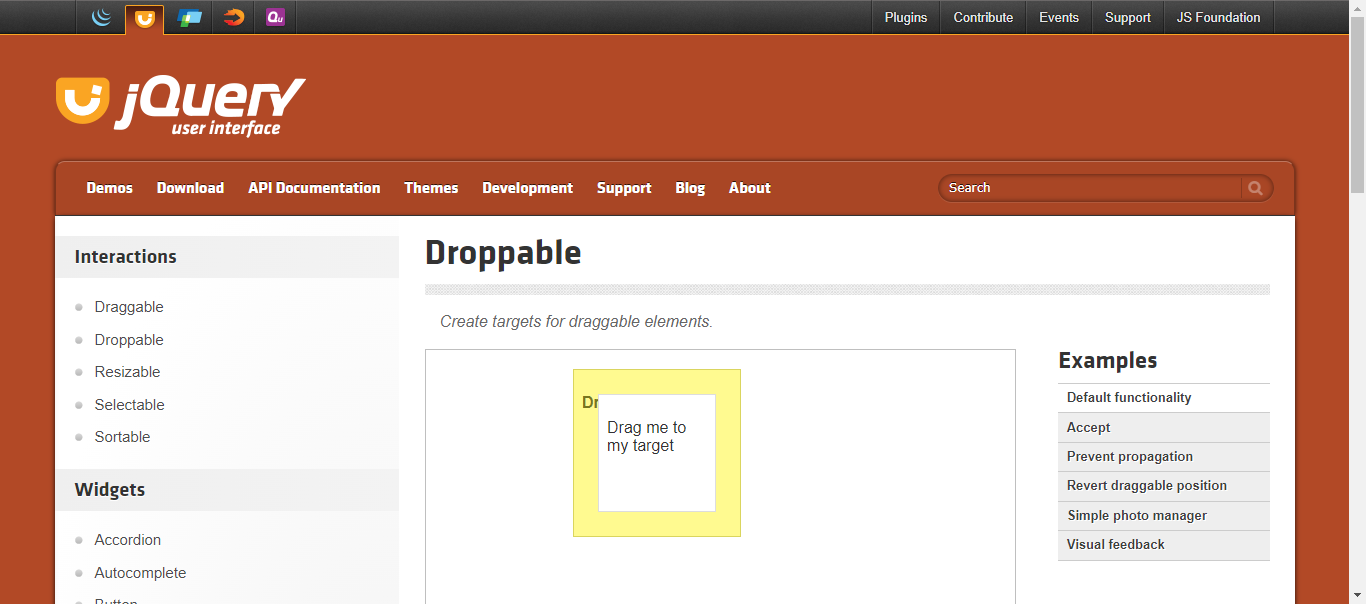 Plugins
Contribute
Events
Support
JS Foundation
Qu
jQuery
user interface
Demos
Download
API Documentation
Themes
Development
Support
Blog
About
Search
Interactions
Draggable
Droppable
Resizable
Selectable
Sortable
Widgets
Accordion
Autocomplete
Button
Droppable
Create targets for draggable elements.
Dr
Drag me to
my target
Examples
Default functionality
Accept
Prevent propagation
Revert draggable position
Simple photo manager
Visual feedback